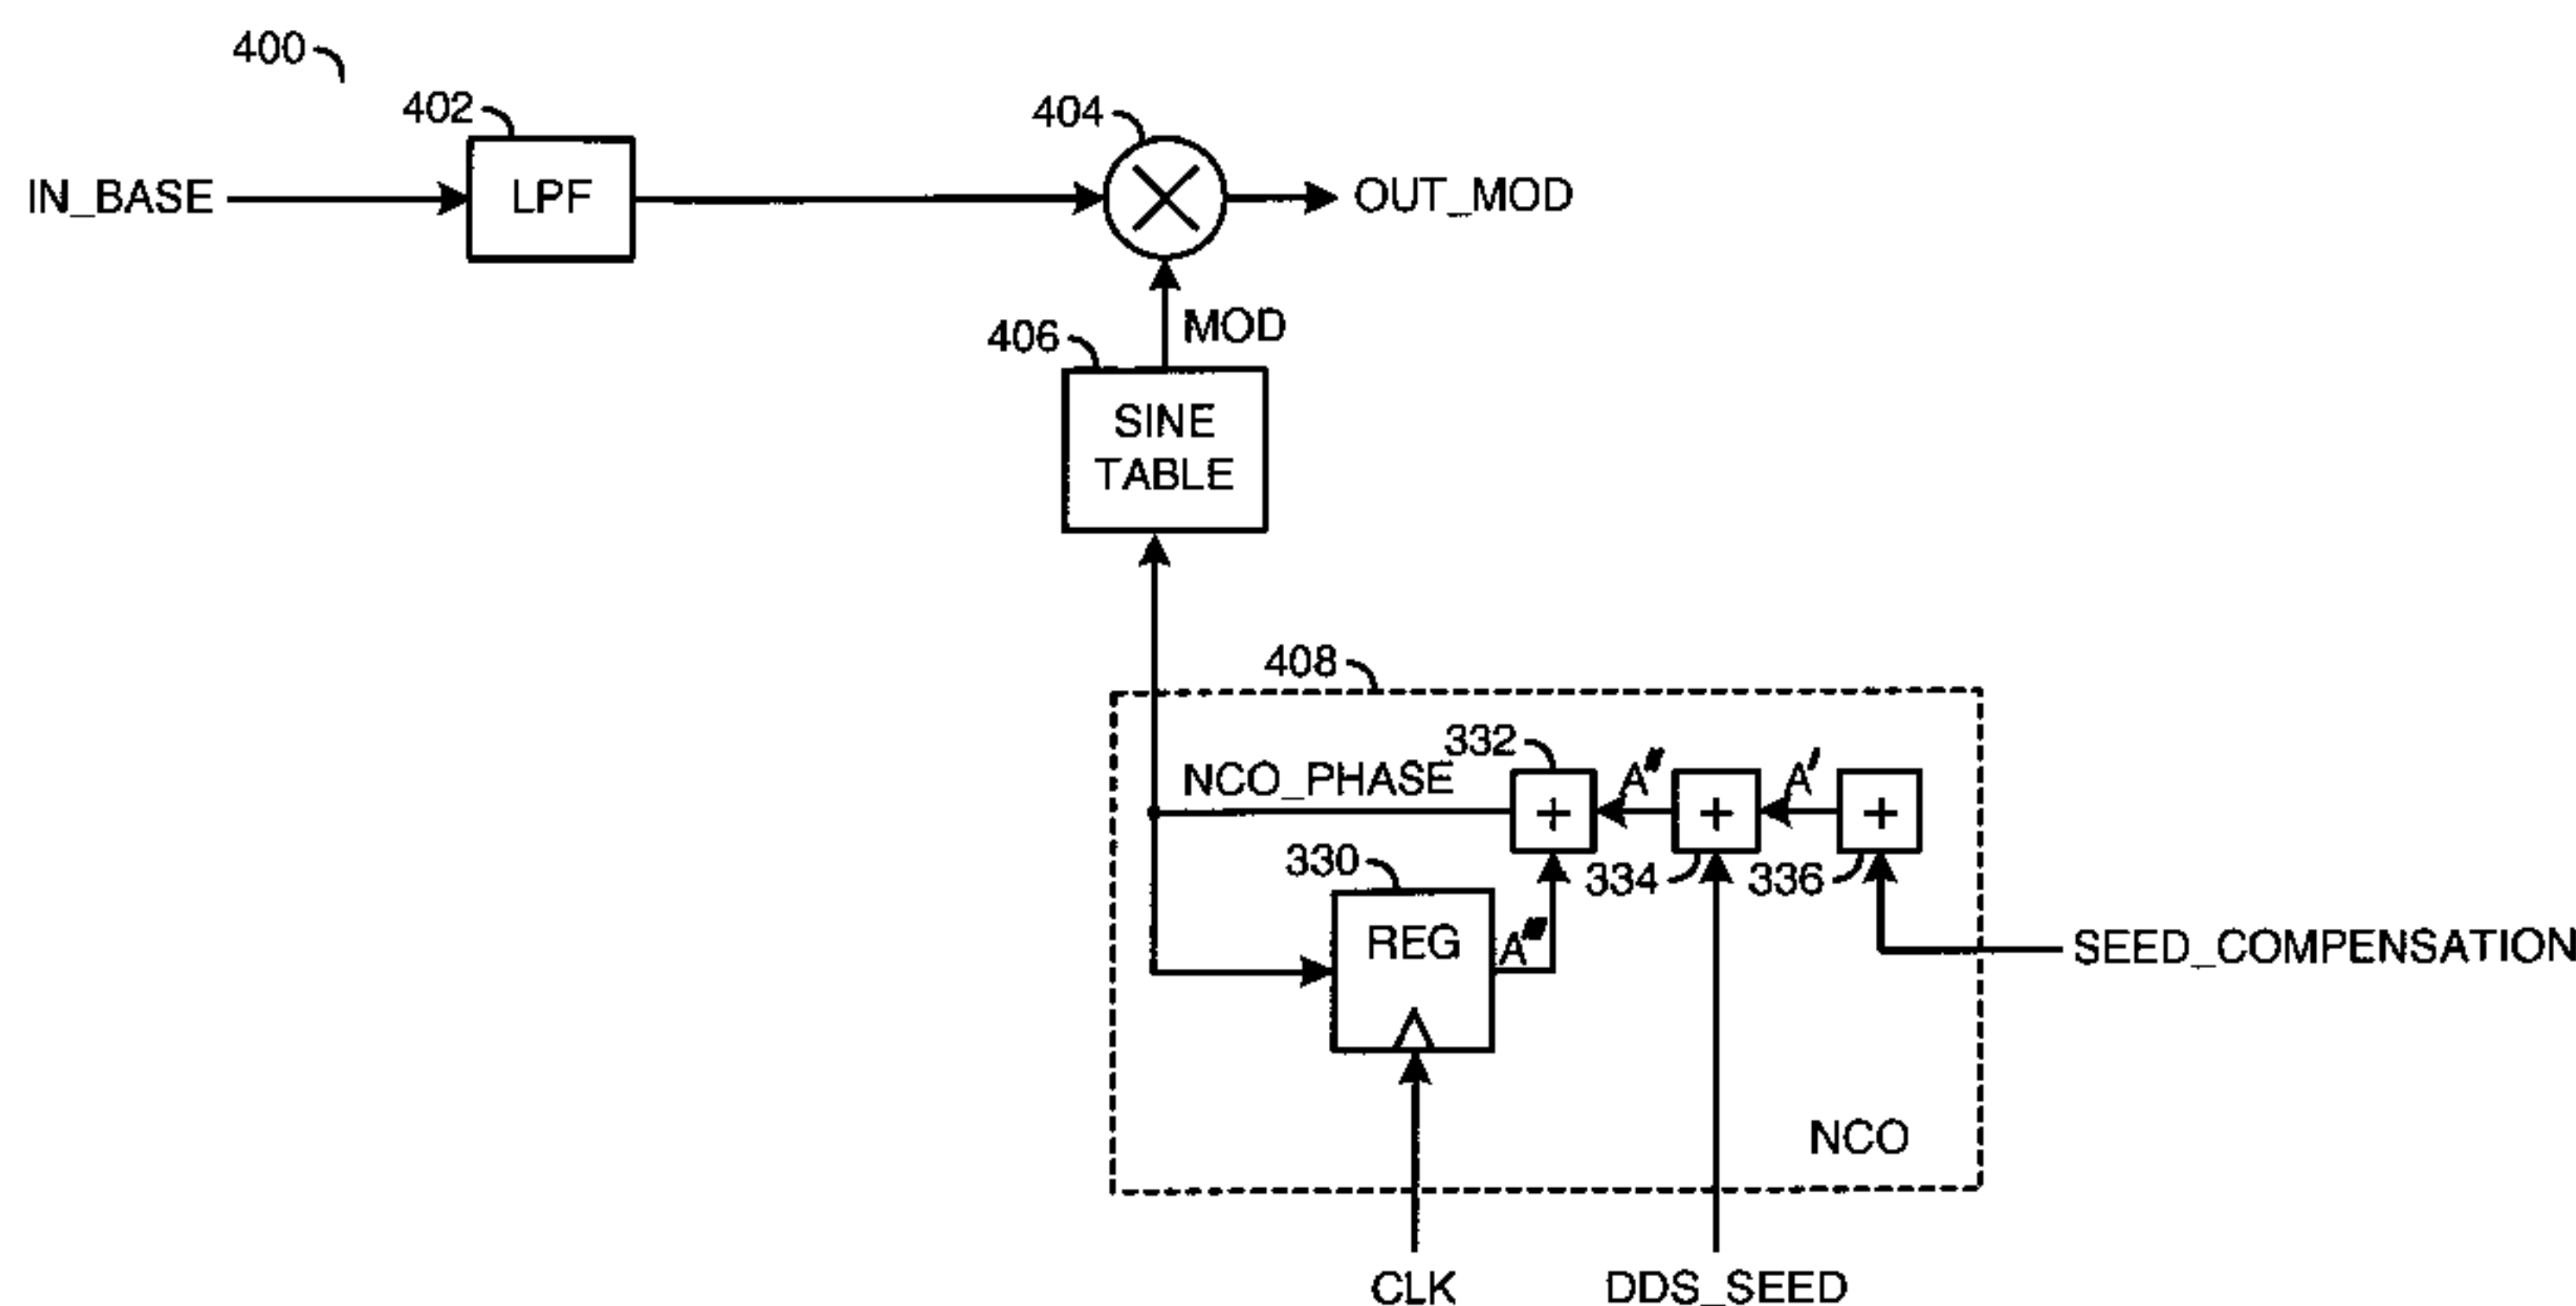 400
402
404
IN_BASE
LPF
OUT_MOD
MOD
406
SINE
TABLE
408
332
A″
A′
NCO_PHASE
+
+
+
330
334
336
REG
A‴
SEED_COMPENSATION
NCO
CLK
DDS_SEED